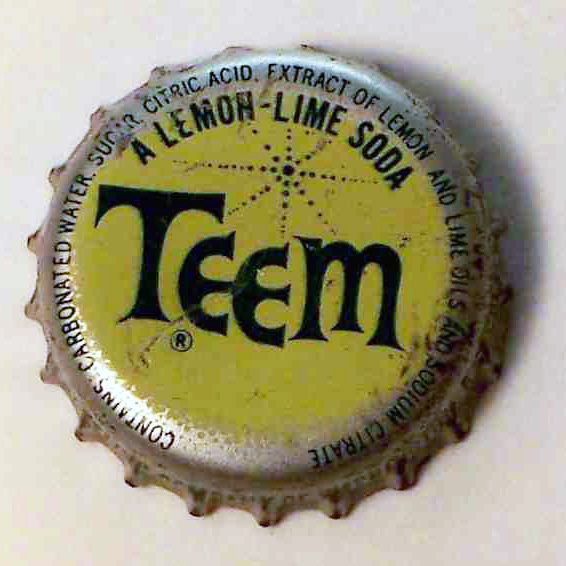 CONTAINS: CARBONATED WATER, SUGAR, CITRIC ACID, EXTRACT OF LEMON AND LIME OILS AND SODIUM CITRATE
A LEMON-LIME SODA
TEEM
®